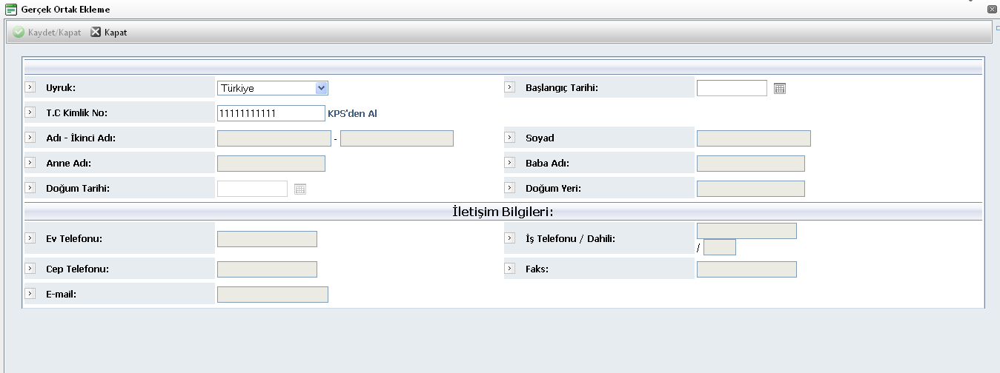 Gerçek Ortak Ekleme
Kaydet/Kapat Kapat
Uyruk: Türkiye Başlangıç Tarihi:
T.C Kimlik No: 11111111111 KPS'den Al
Adı - İkinci Adı: - Soyad
Anne Adı: Baba Adı:
Doğum Tarihi: Doğum Yeri:
İletişim Bilgileri:
Ev Telefonu: İş Telefonu / Dahili:
/
Cep Telefonu: Faks:
E-mail: